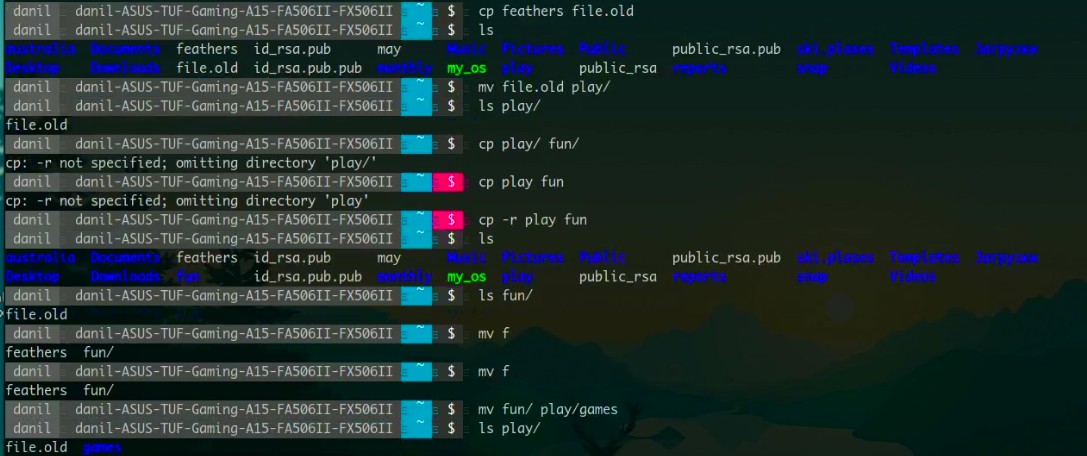 danil danil-ASUS-TUF-Gaming-A15-FA506II-FX506II ~ $ cp feathers file.old
danil danil-ASUS-TUF-Gaming-A15-FA506II-FX506II ~ $ ls
australia Documents feathers id_rsa.pub may Music Pictures Public public_rsa.pub ski_plases Templates Загрузки
Desktop Downloads file.old id_rsa.pub.pub monthly my_os play public_rsa reports snap Videos
danil danil-ASUS-TUF-Gaming-A15-FA506II-FX506II ~ $ mv file.old play/
danil danil-ASUS-TUF-Gaming-A15-FA506II-FX506II ~ $ ls play/
file.old
danil danil-ASUS-TUF-Gaming-A15-FA506II-FX506II ~ $ cp play/ fun/
cp: -r not specified; omitting directory 'play/'
danil danil-ASUS-TUF-Gaming-A15-FA506II-FX506II ~ $ cp play fun
cp: -r not specified; omitting directory 'play'
danil danil-ASUS-TUF-Gaming-A15-FA506II-FX506II ~ $ cp -r play fun
danil danil-ASUS-TUF-Gaming-A15-FA506II-FX506II ~ $ ls
australia Documents feathers id_rsa.pub may Music Pictures Public public_rsa.pub ski_plases Templates Загрузки
Desktop Downloads fun id_rsa.pub.pub monthly my_os play public_rsa reports snap Videos
danil danil-ASUS-TUF-Gaming-A15-FA506II-FX506II ~ $ ls fun/
file.old
danil danil-ASUS-TUF-Gaming-A15-FA506II-FX506II ~ $ mv f
feathers fun/
danil danil-ASUS-TUF-Gaming-A15-FA506II-FX506II ~ $ mv f
feathers fun/
danil danil-ASUS-TUF-Gaming-A15-FA506II-FX506II ~ $ mv fun/ play/games
danil danil-ASUS-TUF-Gaming-A15-FA506II-FX506II ~ $ ls play/
file.old games